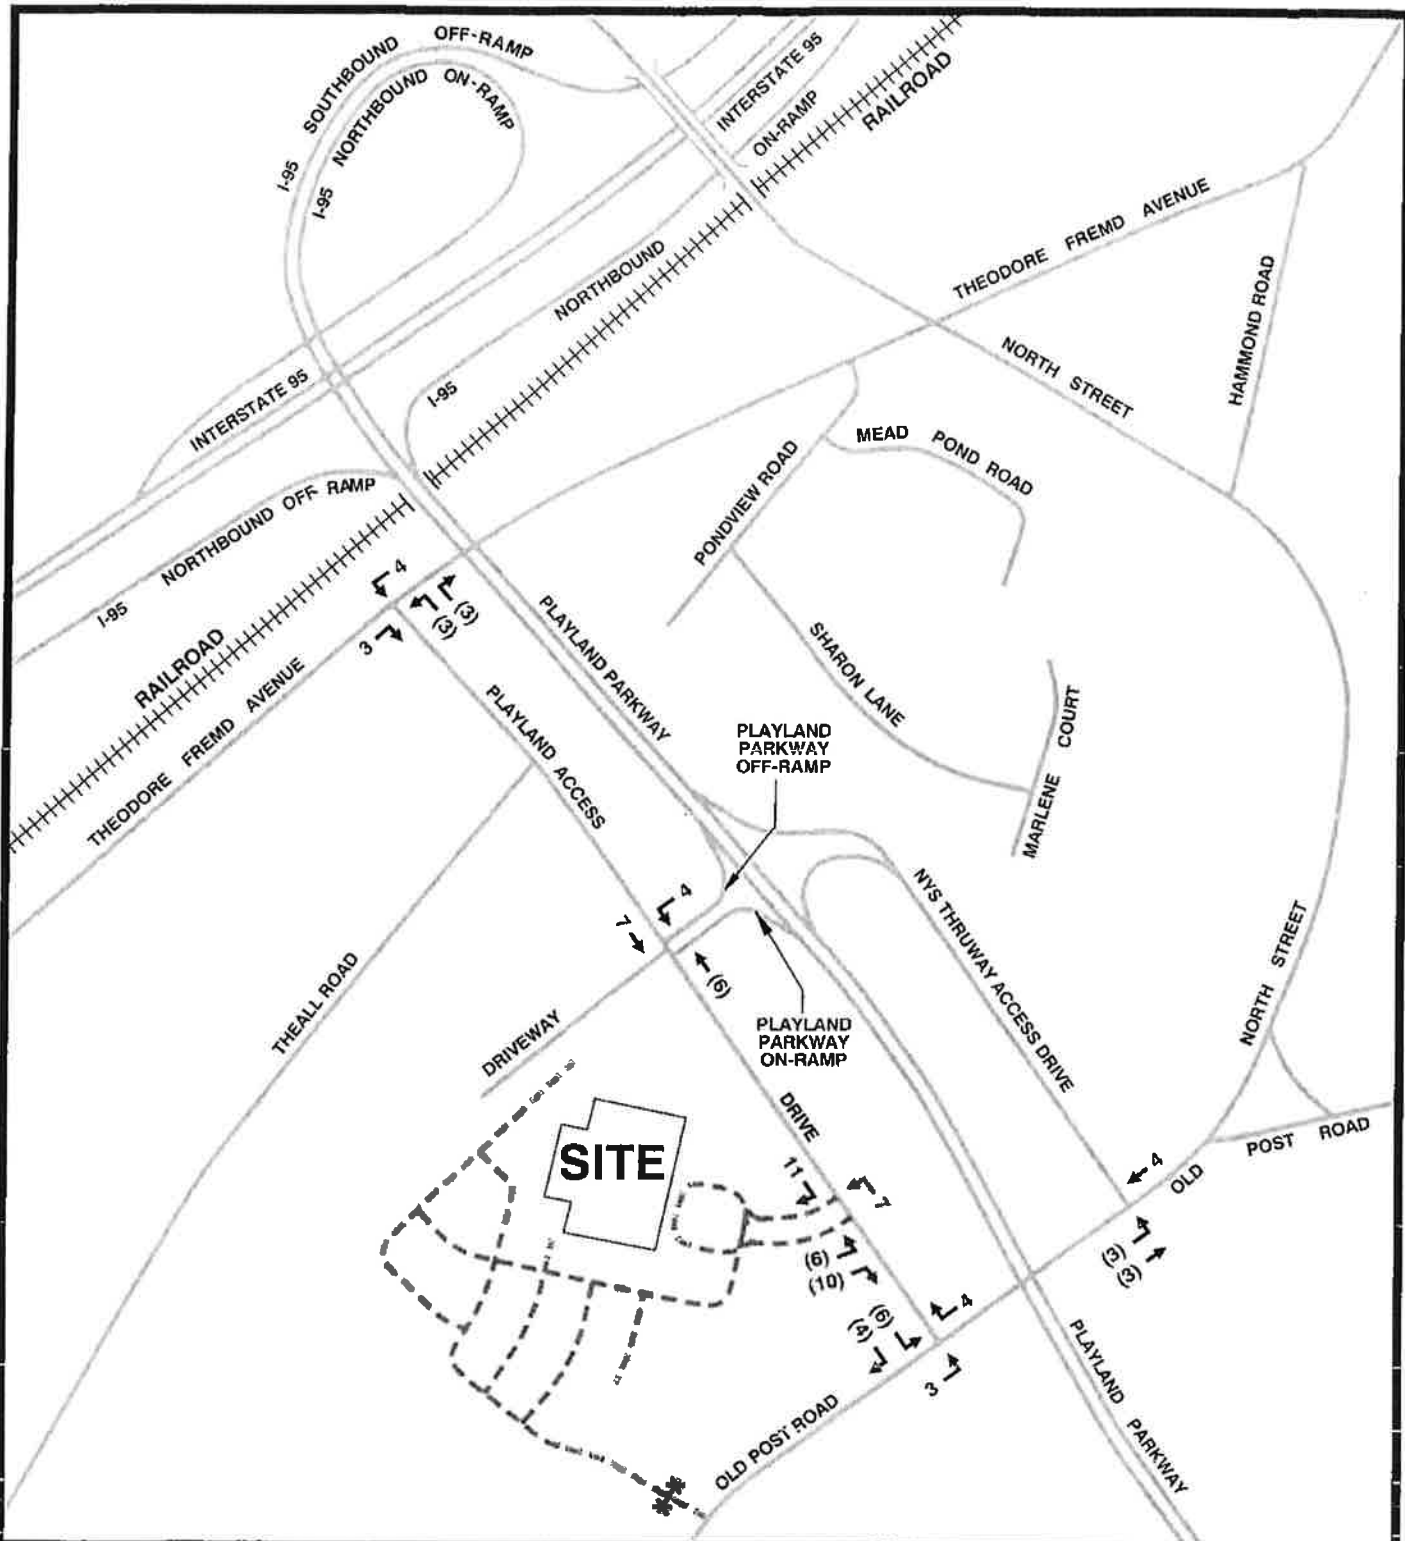 OFF-RAMP
I-95 SOUTHBOUND
I-95 NORTHBOUND ON-RAMP
INTERSTATE 95
ON-RAMP
RAILROAD
THEODORE FREMD AVENUE
HAMMOND ROAD
I-95 NORTHBOUND
NORTH STREET
INTERSTATE 95
MEAD POND ROAD
PONDVIEW ROAD
I-95 NORTHBOUND OFF RAMP
4
(3)
(3)
3
RAILROAD
THEODORE FREMD AVENUE
PLAYLAND PARKWAY
SHARON LANE
MARLENE COURT
PLAYLAND ACCESS
PLAYLAND
PARKWAY
OFF-RAMP
4
7
(6)
NYS THRUWAY ACCESS DRIVE
NORTH STREET
THEALL ROAD
DRIVEWAY
PLAYLAND
PARKWAY
ON-RAMP
DRIVE
SITE
POST ROAD
OLD
4
11
7
(6)
(10)
(3)
(3)
(6)
(4)
4
3
PLAYLAND PARKWAY
OLD POST ROAD